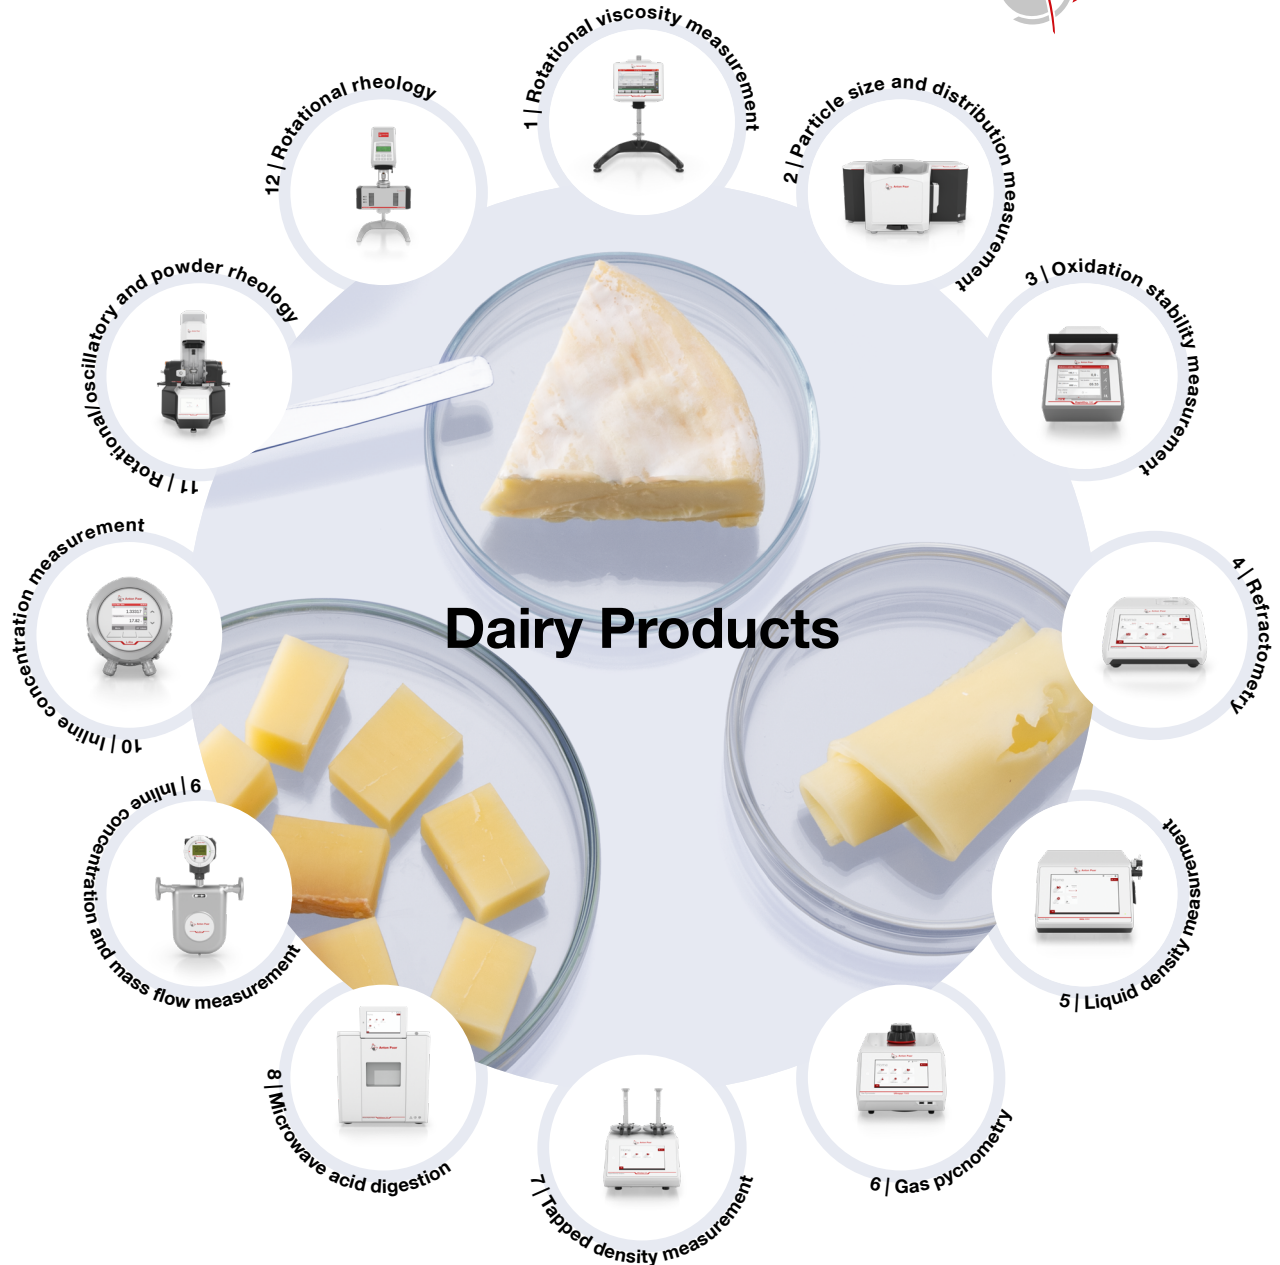 1 | Rotational viscosity measurement
2 | Particle size and distribution measurement
3 | Oxidation stability measurement
4 | Refractometry
5 | Liquid density measurement
6 | Gas pycnometry
7 | Tapped density measurement
8 | Microwave acid digestion
9 | Inline concentration and mass flow measurement
10 | Inline concentration measurement
11 | Rotational/oscillatory and powder rheology
12 | Rotational rheology
Dairy Products